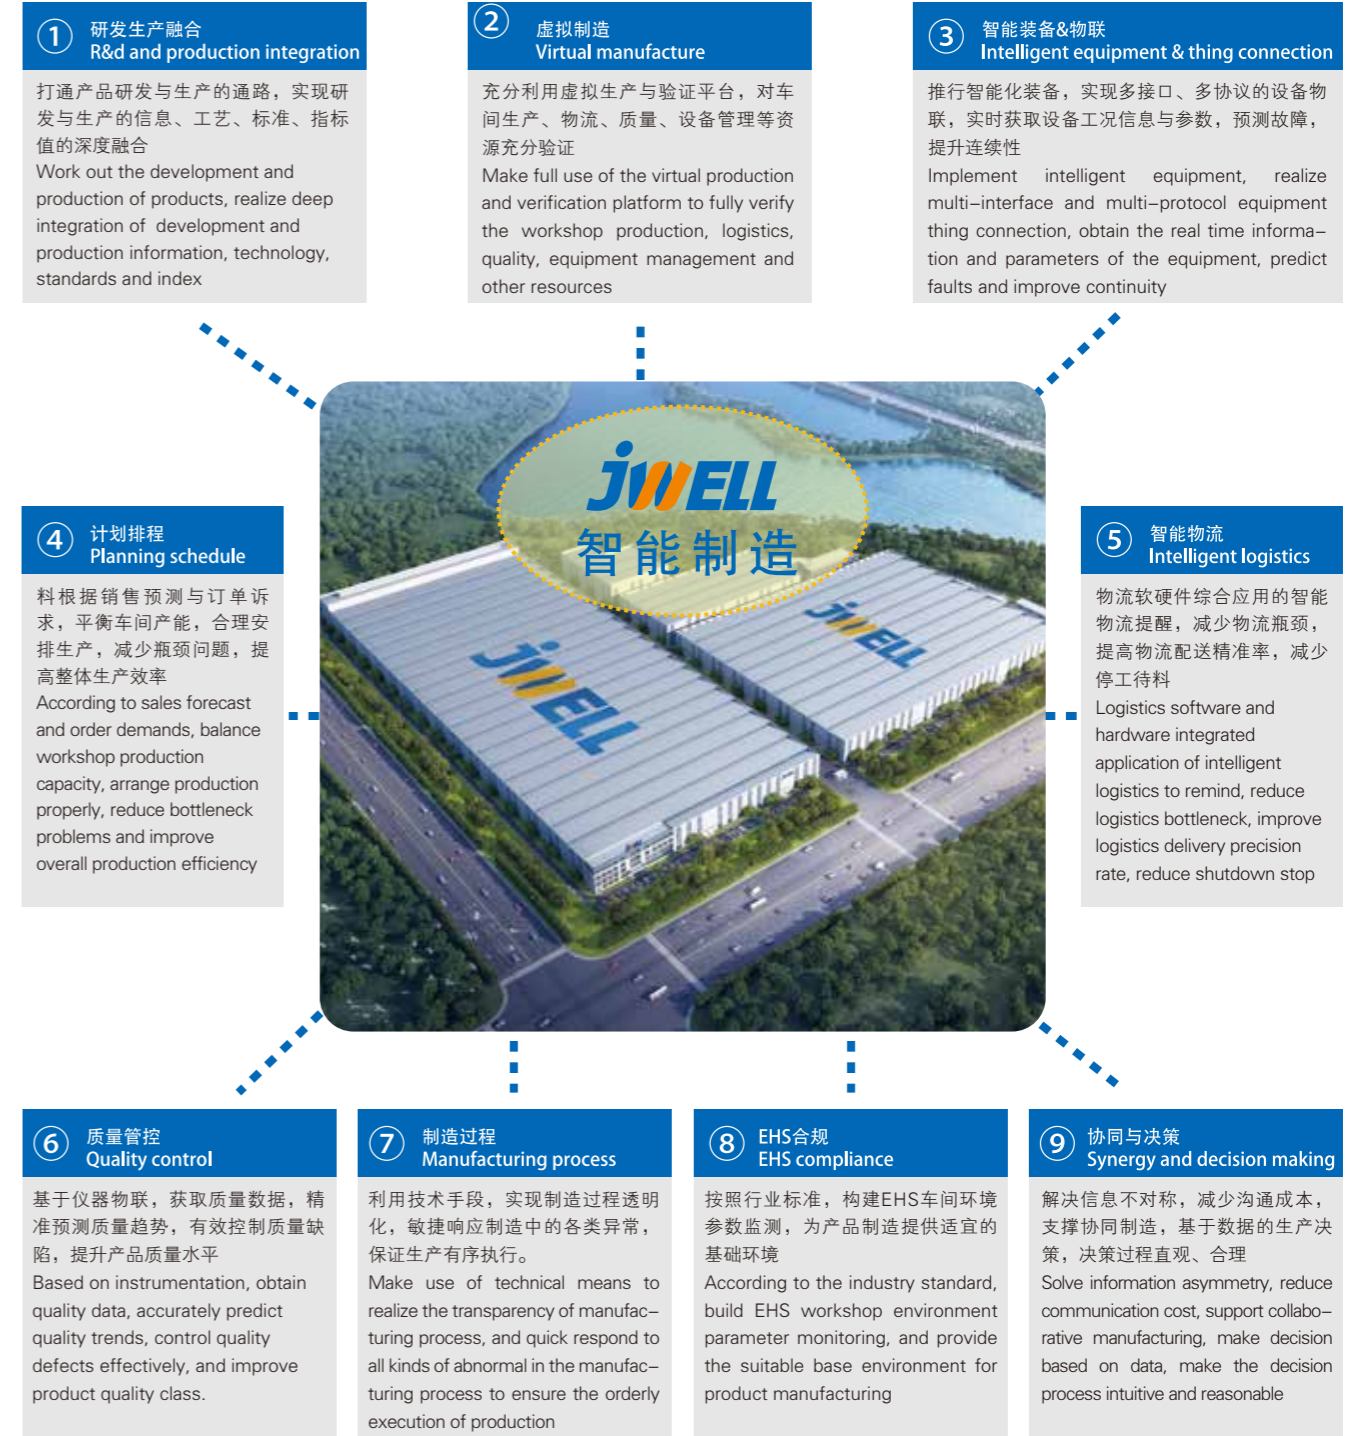 ① 研发生产融合
R&d and production integration
打通产品研发与生产的通路，实现研
发与生产的信息、工艺、标准、指标
值的深度融合
Work out the development and
production of products, realize deep
integration of development and
production information, technology,
standards and index
② 虚拟制造
Virtual manufacture
充分利用虚拟生产与验证平台，对车
间生产、物流、质量、设备管理等资
源充分验证
Make full use of the virtual production
and verification platform to fully verify
the workshop production, logistics,
quality, equipment management and
other resources
③ 智能装备&物联
Intelligent equipment & thing connection
推行智能化装备，实现多接口、多协议的设备物
联，实时获取设备工况信息与参数，预测故障，
提升连续性
Implement intelligent equipment, realize
multi-interface and multi-protocol equipment
thing connection, obtain the real time informa-
tion and parameters of the equipment, predict
faults and improve continuity
JWELL
智能制造
JWELL
JWELL
④ 计划排程
Planning schedule
料根据销售预测与订单诉
求，平衡车间产能，合理安
排生产，减少瓶颈问题，提
高整体生产效率
According to sales forecast
and order demands, balance
workshop production
capacity, arrange production
properly, reduce bottleneck
problems and improve
overall production efficiency
⑤ 智能物流
Intelligent logistics
物流软硬件综合应用的智能
物流提醒，减少物流瓶颈，
提高物流配送精准率，减少
停工待料
Logistics software and
hardware integrated
application of intelligent
logistics to remind, reduce
logistics bottleneck, improve
logistics delivery precision
rate, reduce shutdown stop
⑥ 质量管控
Quality control
基于仪器物联，获取质量数据，精
准预测质量趋势，有效控制质量缺
陷，提升产品质量水平
Based on instrumentation, obtain
quality data, accurately predict
quality trends, control quality
defects effectively, and improve
product quality class.
⑦ 制造过程
Manufacturing process
利用技术手段，实现制造过程透明
化，敏捷响应制造中的各类异常，
保证生产有序执行。
Make use of technical means to
realize the transparency of manufac-
turing process, and quick respond to
all kinds of abnormal in the manufac-
turing process to ensure the orderly
execution of production
⑧ EHS合规
EHS compliance
按照行业标准，构建EHS车间环境
参数监测，为产品制造提供适宜的
基础环境
According to the industry standard,
build EHS workshop environment
parameter monitoring, and provide
the suitable base environment for
product manufacturing
⑨ 协同与决策
Synergy and decision making
解决信息不对称，减少沟通成本，
支撑协同制造，基于数据的生产决
策，决策过程直观、合理
Solve information asymmetry, reduce
communication cost, support collabo-
rative manufacturing, make decision
based on data, make the decision
process intuitive and reasonable